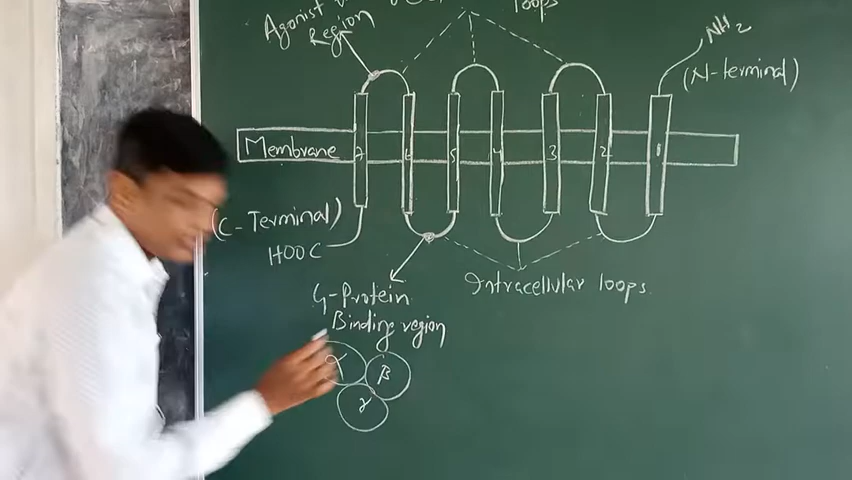 Agonist
Region
loops
NH2
(N-terminal)
Membrane
7 6 5 4 3 2 1
(C-Terminal)
HOOC
G-Protein
Binding region
Intracellular loops
α β
γ